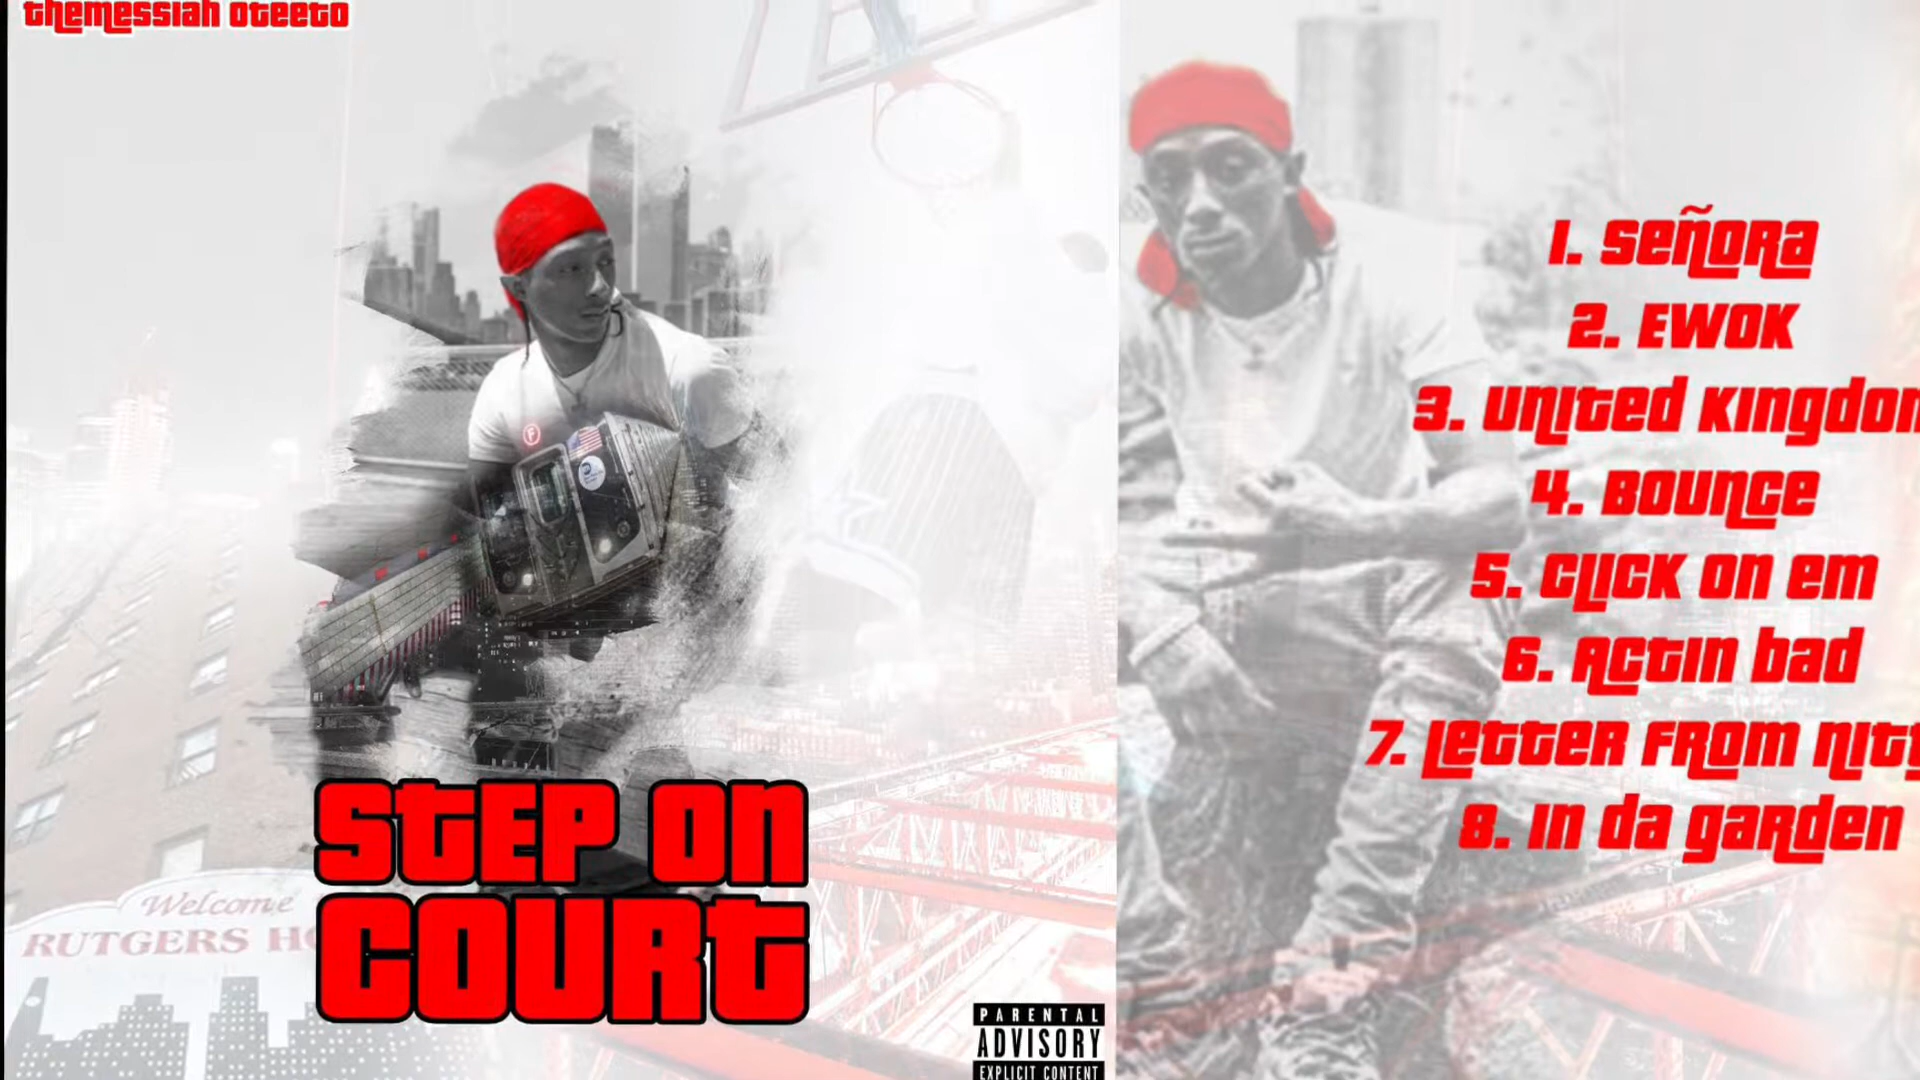 themessiah oteeto
F
STEP ON
COURT
Welcome
RUTGERS
PARENTAL
ADVISORY
EXPLICIT CONTENT
1. Señora
2. EWOK
3. United Kingdom
4. Bounce
5. Click on em
6. Actin bad
7. Letter from
8. In da garden